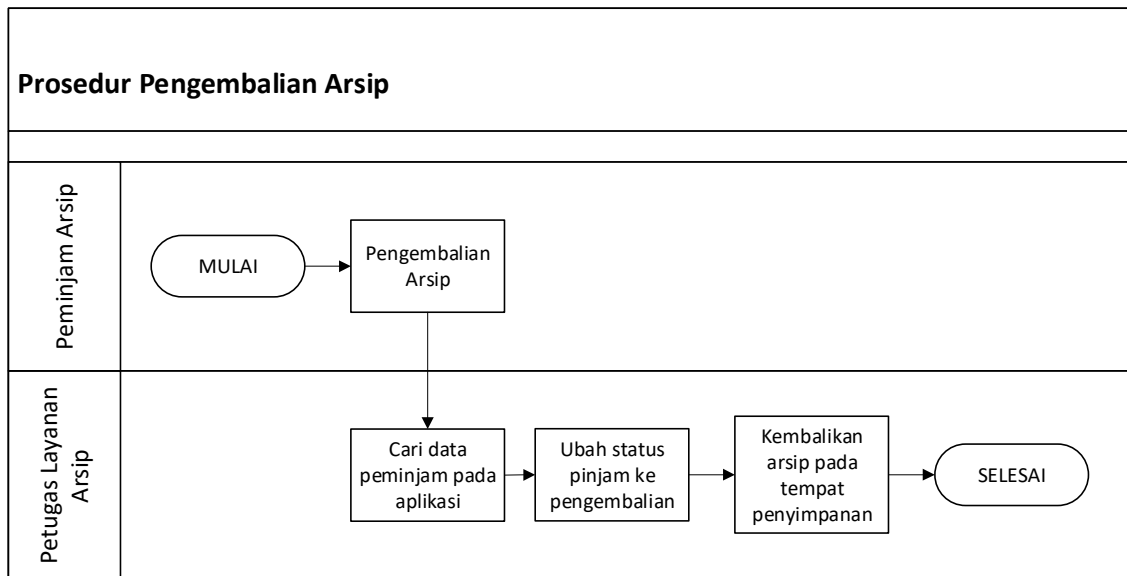 Prosedur Pengembalian Arsip
Peminjam Arsip
MULAI
Pengembalian
Arsip
Petugas Layanan
Arsip
Cari data
peminjam pada
aplikasi
Ubah status
pinjam ke
pengembalian
Kembalikan
arsip pada
tempat
penyimpanan
SELESAI